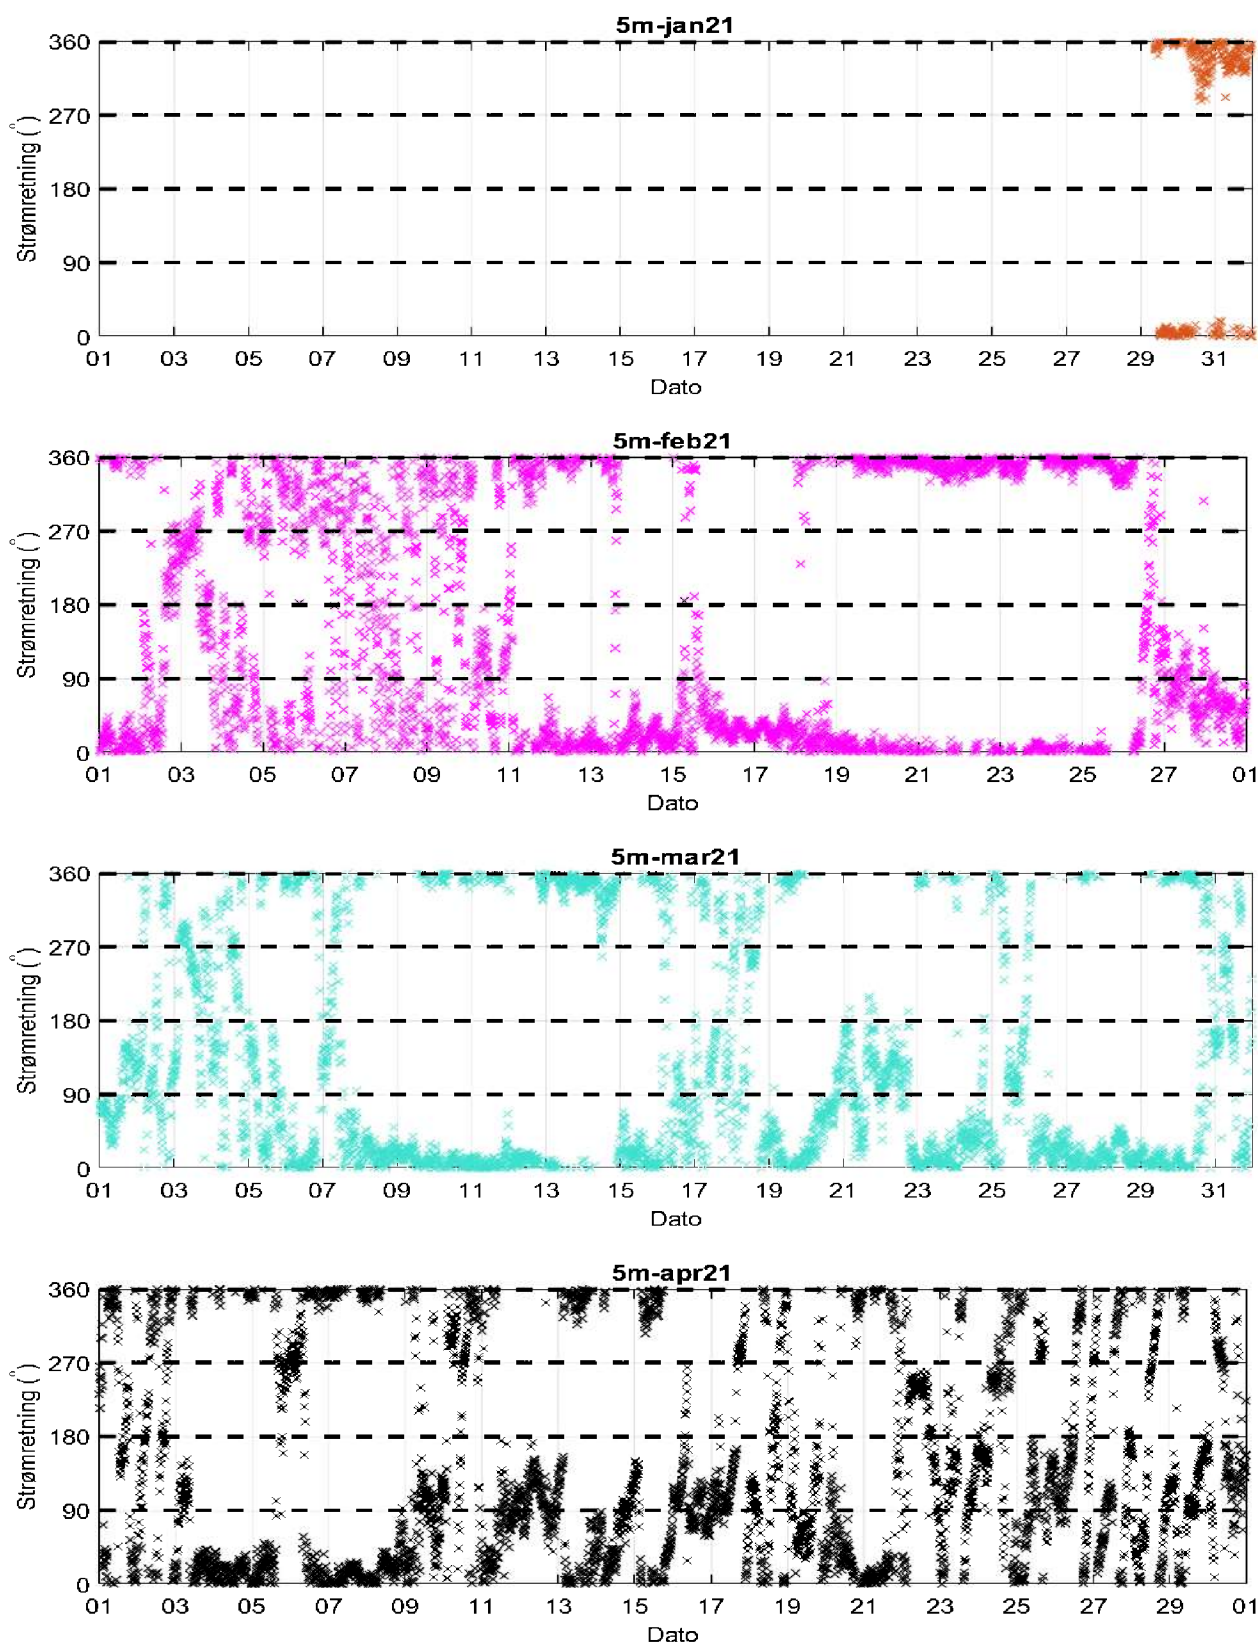 5m-jan21
360
270
180
90
0
Strømretning (°)
01 03 05 07 09 11 13 15 17 19 21 23 25 27 29 31
Dato
5m-feb21
360
270
180
90
0
Strømretning (°)
01 03 05 07 09 11 13 15 17 19 21 23 25 27 01
Dato
5m-mar21
360
270
180
90
0
Strømretning (°)
01 03 05 07 09 11 13 15 17 19 21 23 25 27 29 31
Dato
5m-apr21
360
270
180
90
0
Strømretning (°)
01 03 05 07 09 11 13 15 17 19 21 23 25 27 29 01
Dato